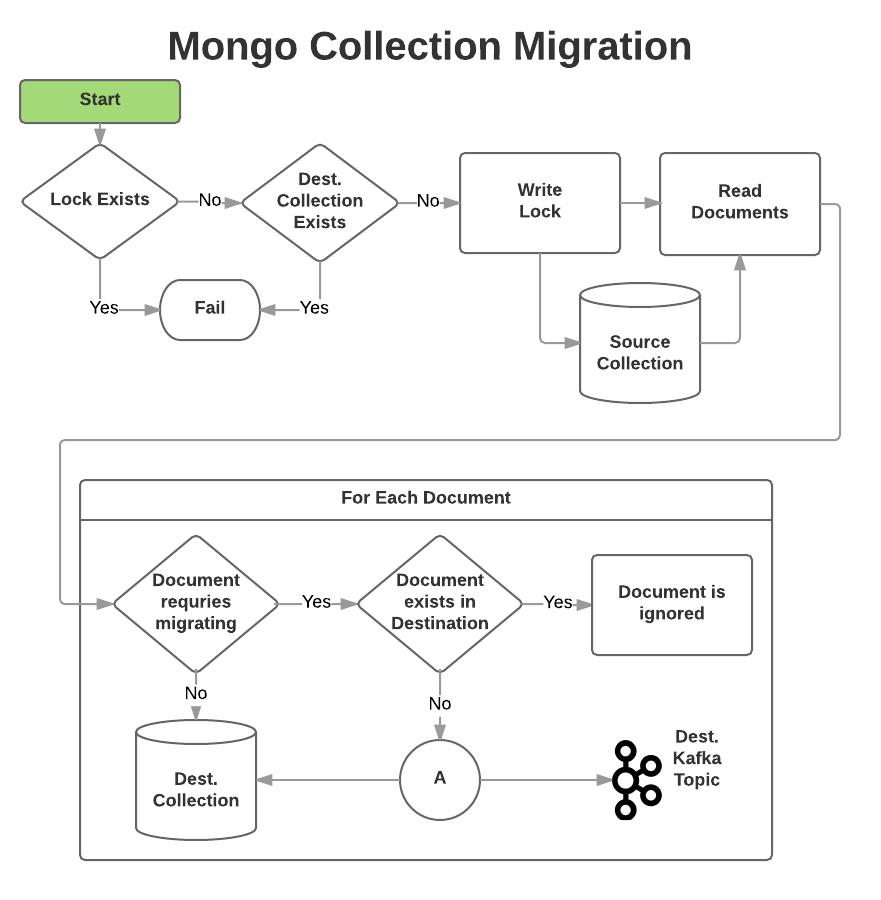 Mongo Collection Migration
Start
Lock Exists
No
Dest.
Collection
Exists
No
Write
Lock
Read
Documents
Yes
Fail
Yes
Source
Collection
For Each Document
Document
requries
migrating
Yes
Document
exists in
Destination
Yes
Document is
ignored
No
No
Dest.
Collection
A
Dest.
Kafka
Topic